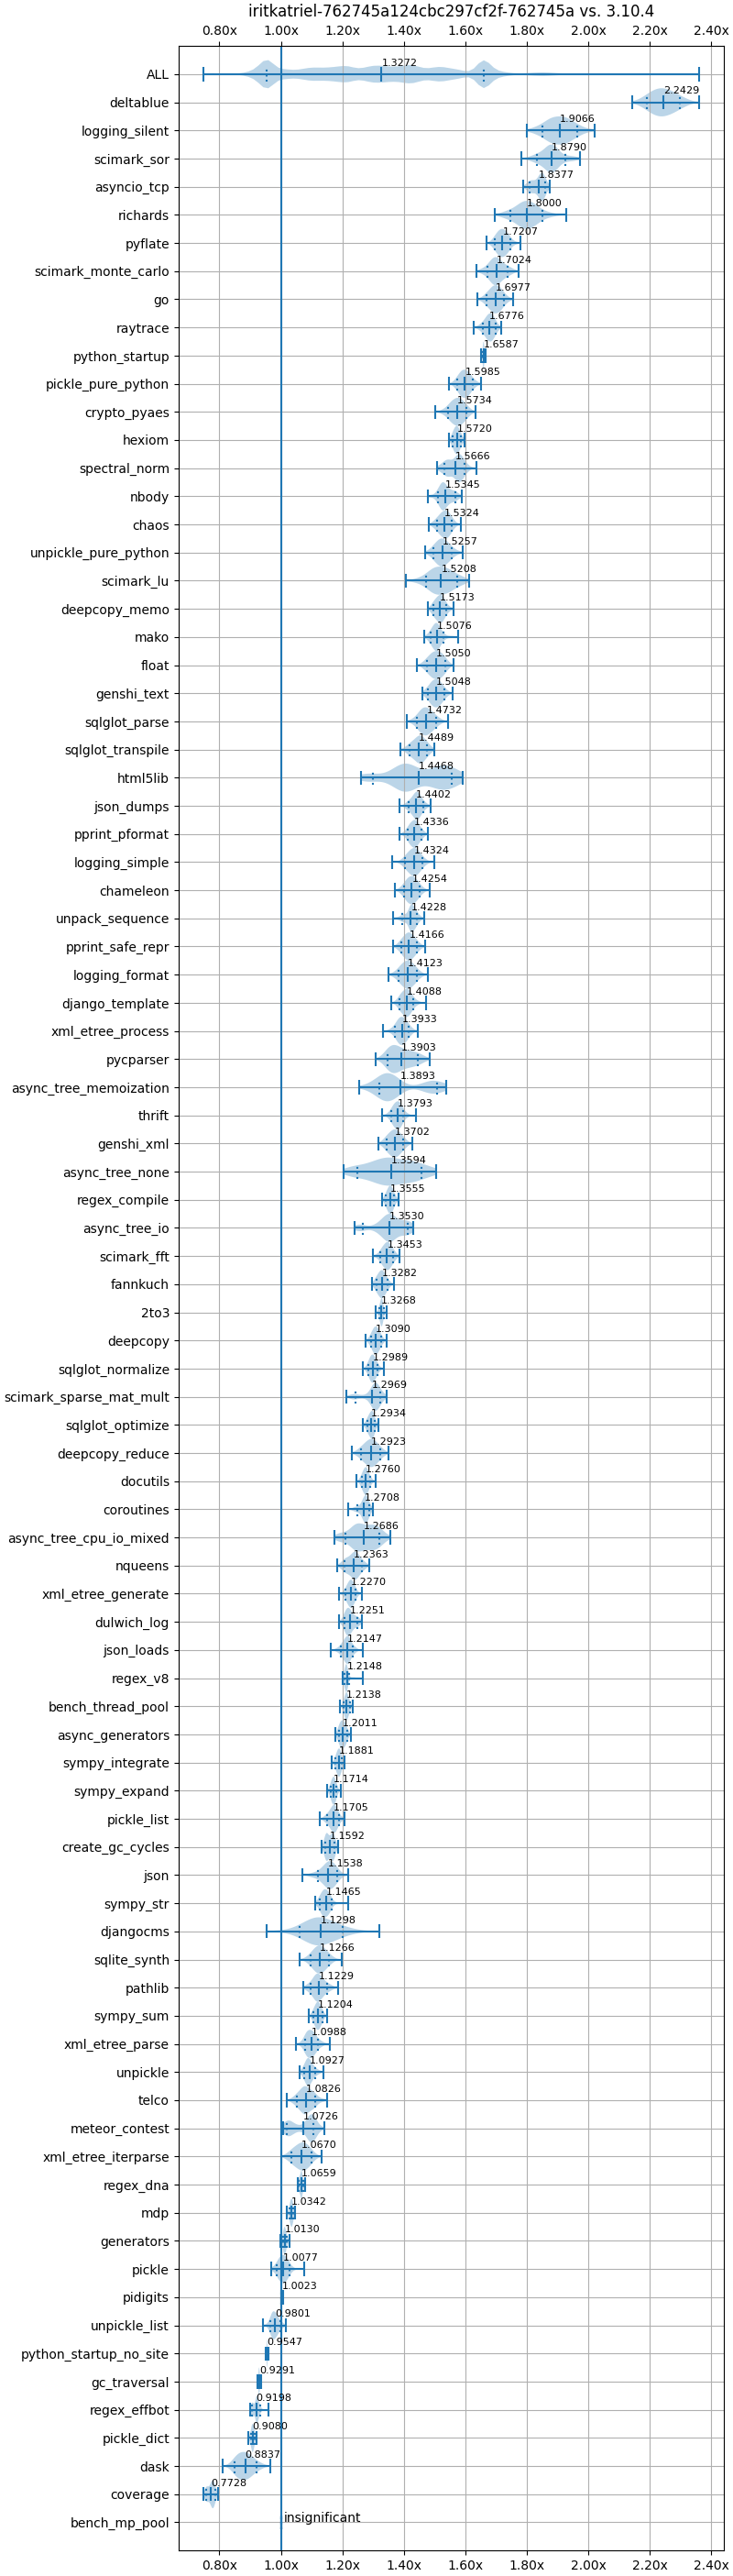 iritkatriel-762745a124cbc297cf2f-762745a vs. 3.10.4
0.80x 1.00x 1.20x 1.40x 1.60x 1.80x 2.00x 2.20x 2.40x
ALL 1.3272
deltablue 2.2429
logging_silent 1.9066
scimark_sor 1.8790
asyncio_tcp 1.8377
richards 1.8000
pyflate 1.7207
scimark_monte_carlo 1.7024
go 1.6977
raytrace 1.6776
python_startup 1.6587
pickle_pure_python 1.5985
crypto_pyaes 1.5734
hexiom 1.5720
spectral_norm 1.5666
nbody 1.5345
chaos 1.5324
unpickle_pure_python 1.5257
scimark_lu 1.5208
deepcopy_memo 1.5173
mako 1.5076
float 1.5050
genshi_text 1.5048
sqlglot_parse 1.4732
sqlglot_transpile 1.4489
html5lib 1.4468
json_dumps 1.4402
pprint_pformat 1.4336
logging_simple 1.4324
chameleon 1.4254
unpack_sequence 1.4228
pprint_safe_repr 1.4166
logging_format 1.4123
django_template 1.4088
xml_etree_process 1.3933
pycparser 1.3903
async_tree_memoization 1.3893
thrift 1.3793
genshi_xml 1.3702
async_tree_none 1.3594
regex_compile 1.3555
async_tree_io 1.3530
scimark_fft 1.3453
fannkuch 1.3282
2to3 1.3268
deepcopy 1.3090
sqlglot_normalize 1.2989
scimark_sparse_mat_mult 1.2969
sqlglot_optimize 1.2934
deepcopy_reduce 1.2923
docutils 1.2760
coroutines 1.2708
async_tree_cpu_io_mixed 1.2686
nqueens 1.2363
xml_etree_generate 1.2270
dulwich_log 1.2251
json_loads 1.2147
regex_v8 1.2148
bench_thread_pool 1.2138
async_generators 1.2011
sympy_integrate 1.1881
sympy_expand 1.1714
pickle_list 1.1705
create_gc_cycles 1.1592
json 1.1538
sympy_str 1.1465
djangocms 1.1298
sqlite_synth 1.1266
pathlib 1.1229
sympy_sum 1.1204
xml_etree_parse 1.0988
unpickle 1.0927
telco 1.0826
meteor_contest 1.0726
xml_etree_iterparse 1.0670
regex_dna 1.0659
mdp 1.0342
generators 1.0130
pickle 1.0077
pidigits 1.0023
unpickle_list 0.9801
python_startup_no_site 0.9547
gc_traversal 0.9291
regex_effbot 0.9198
pickle_dict 0.9080
dask 0.8837
coverage 0.7728
bench_mp_pool insignificant
0.80x 1.00x 1.20x 1.40x 1.60x 1.80x 2.00x 2.20x 2.40x